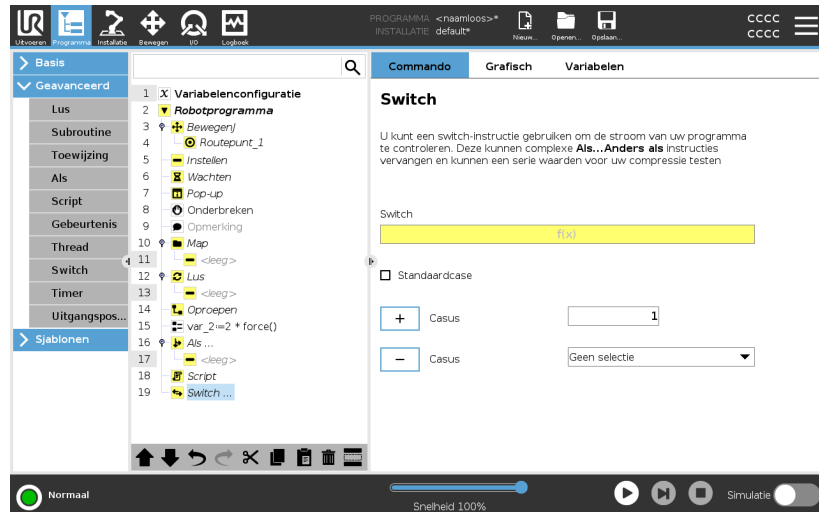 UR
Uitvoeren
Programma
Installatie
Bewegen
I/O
Logboek
PROGRAMMA <naamloos>*
INSTALLATIE default*
Nieuw...
Openen...
Opslaan...
cccc
cccc
Basis
Geavanceerd
Lus
Subroutine
Toewijzing
Als
Script
Gebeurtenis
Thread
Switch
Timer
Uitgangspos...
Sjablonen
1 X Variabelenconfiguratie
2 Robotprogramma
3 BewegenJ
4 Routepunt_1
5 Instellen
6 Wachten
7 Pop-up
8 Onderbreken
9 Opmerking
10 Map
11 <leeg>
12 Lus
13 <leeg>
14 Oproepen
15 var_2≔2 * force()
16 Als ...
17 <leeg>
18 Script
19 Switch ...
Commando Grafisch Variabelen
Switch
U kunt een switch-instructie gebruiken om de stroom van uw programma
te controleren. Deze kunnen complexe Als...Anders als instructies
vervangen en kunnen een serie waarden voor uw compressie testen
Switch
f(x)
Standaardcase
+ Casus 1
− Casus Geen selectie
Normaal
Snelheid 100%
Simulatie